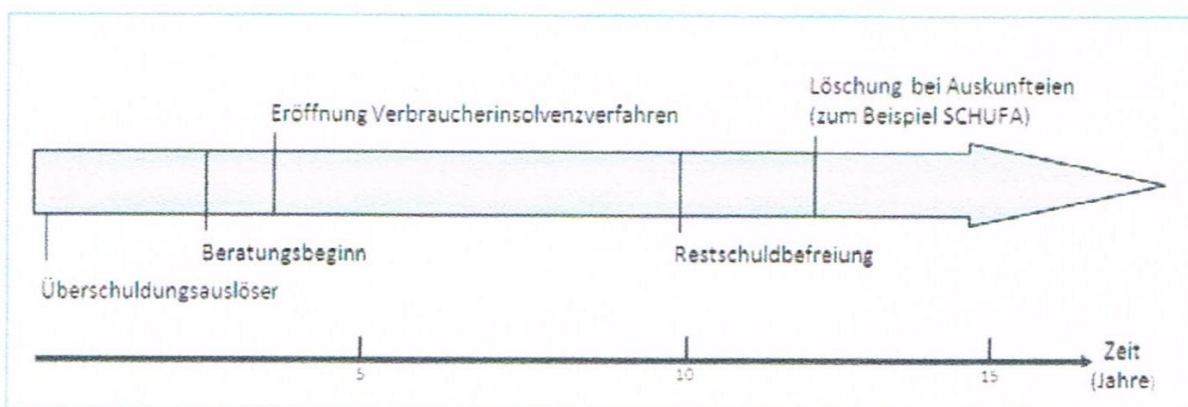 Löschung bei Auskunfteien
(zum Beispiel SCHUFA)
Eröffnung Verbraucherinsolvenzverfahren
Beratungsbeginn
Restschuldbefreiung
Überschuldungsauslöser
5
10
15
Zeit
(Jahre)